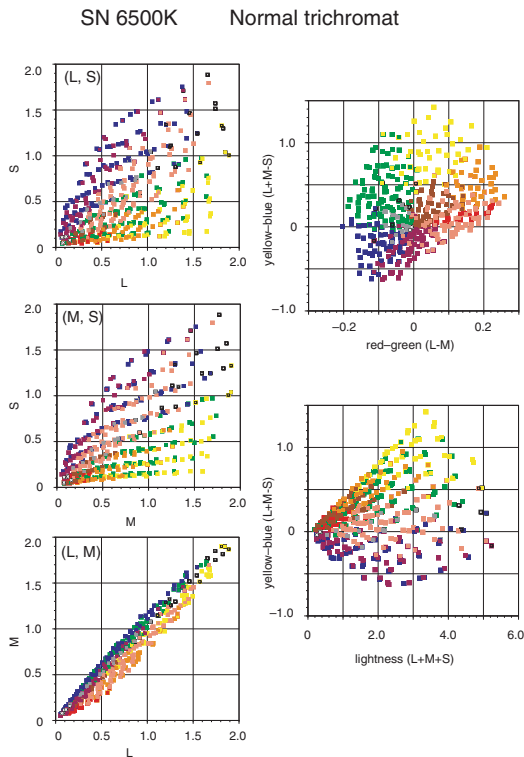 SN 6500K Normal trichromat
(L, S)
2.0
1.5
1.0
0.5
0
S
0 0.5 1.0 1.5 2.0
L
(M, S)
2.0
1.5
1.0
0.5
0
S
0 0.5 1.0 1.5 2.0
M
(L, M)
2.0
1.5
1.0
0.5
0
M
0 0.5 1.0 1.5 2.0
L
1.0
0
−1.0
yellow–blue (L+M-S)
−0.2 0 0.2
red–green (L-M)
1.0
0
−1.0
yellow–blue (L+M-S)
0 2.0 4.0 6.0
lightness (L+M+S)